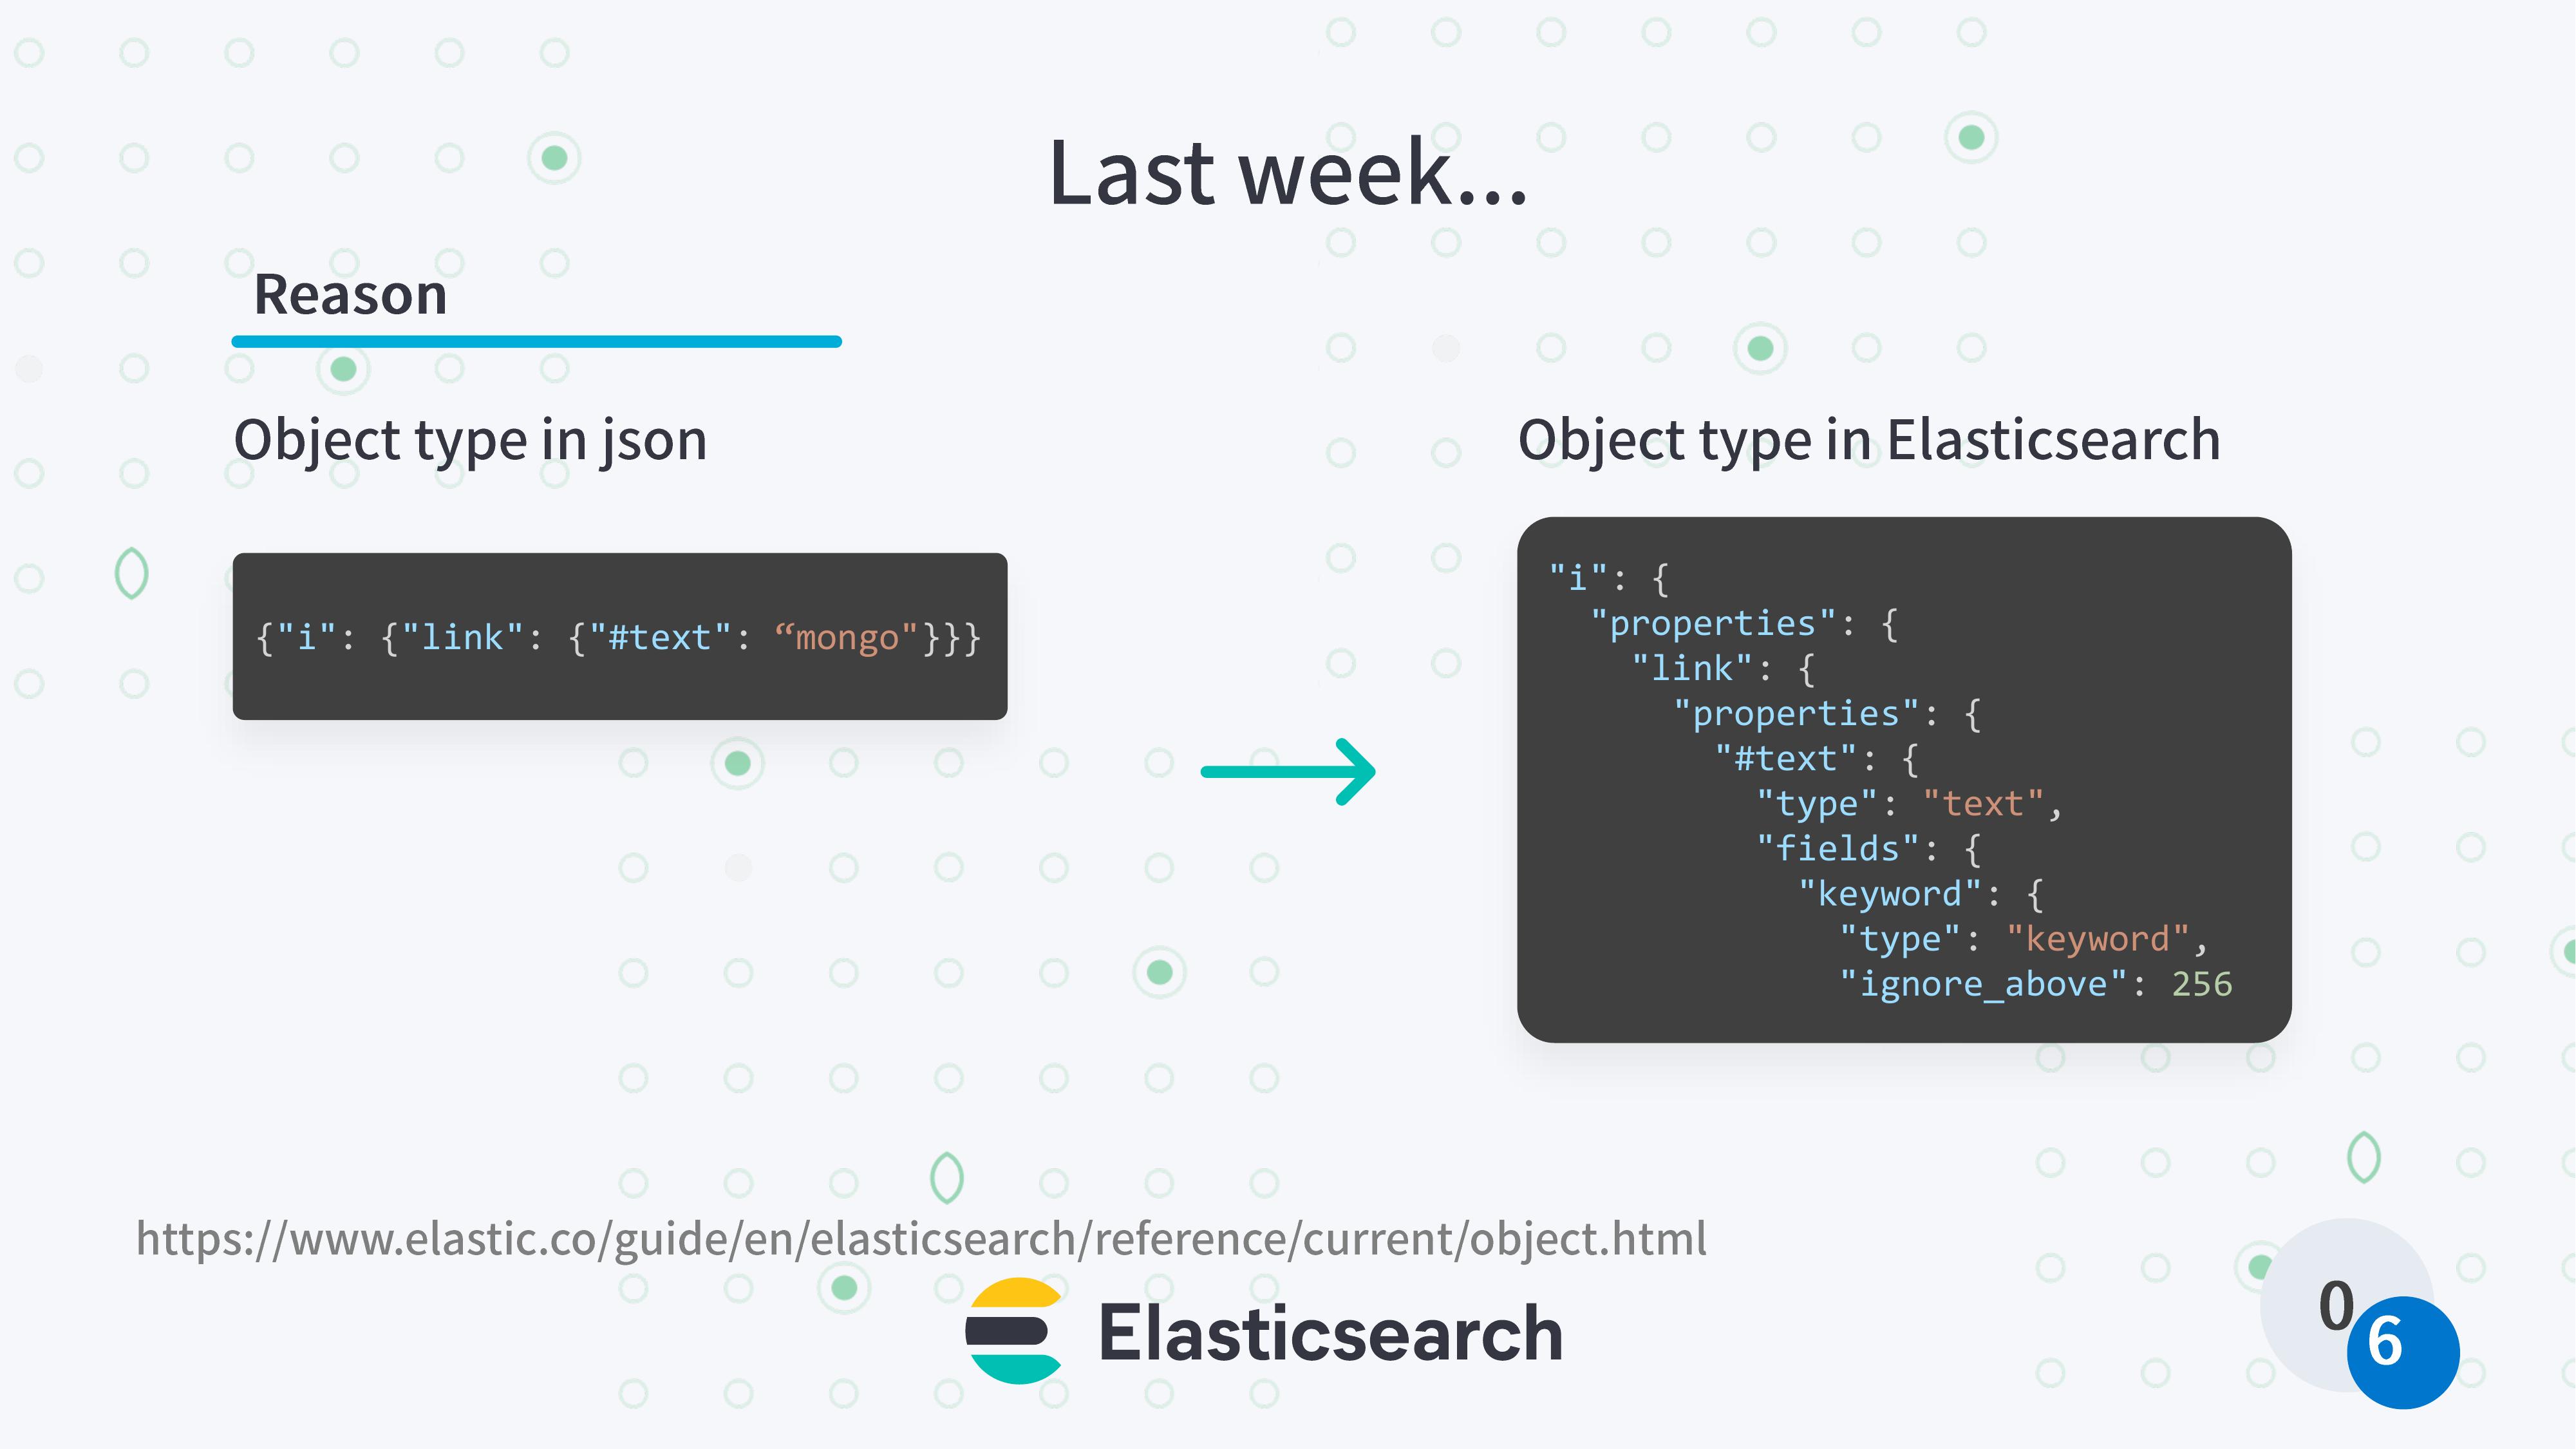 Last week...
Reason
Object type in json
{"i": {"link": {"#text": “mongo"}}}
Object type in Elasticsearch
"i": {
"properties": {
"link": {
"properties": {
"#text": {
"type": "text",
"fields": {
"keyword": {
"type": "keyword",
"ignore_above": 256
https://www.elastic.co/guide/en/elasticsearch/reference/current/object.html
Elasticsearch
06